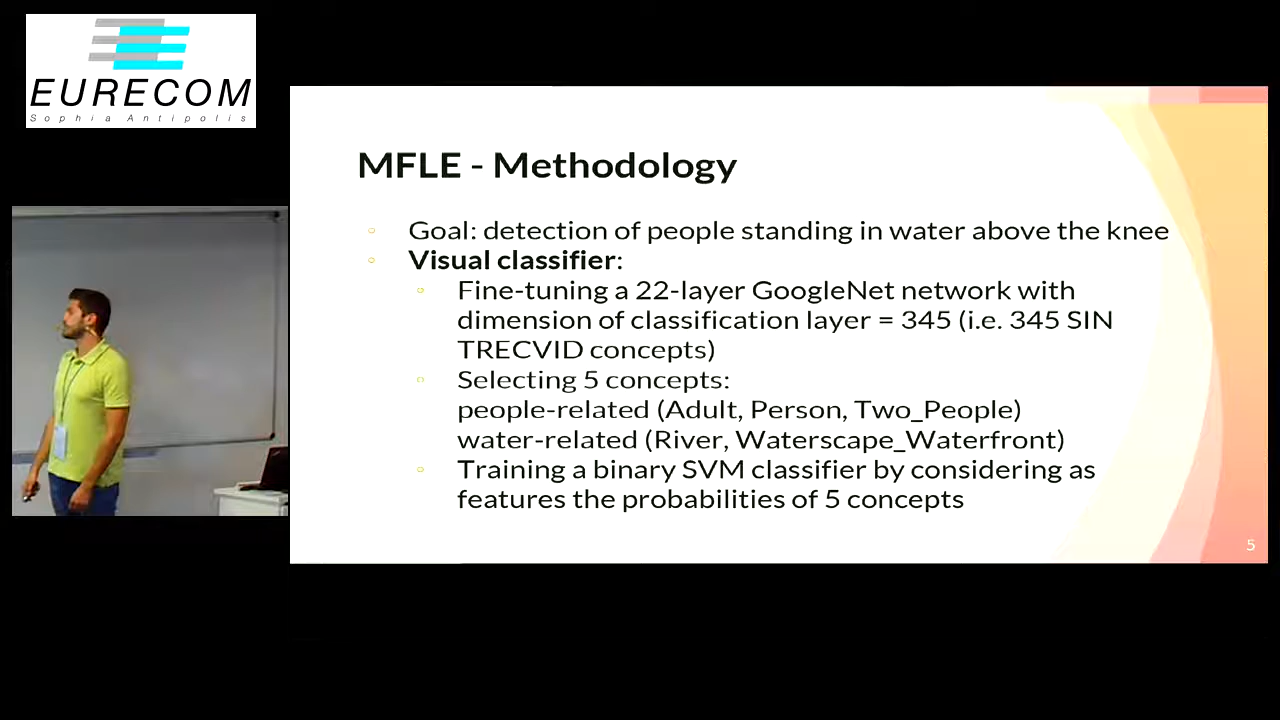 EURECOM
Sophia Antipolis
MFLE - Methodology
Goal: detection of people standing in water above the knee
Visual classifier:
Fine-tuning a 22-layer GoogleNet network with
dimension of classification layer = 345 (i.e. 345 SIN
TRECVID concepts)
Selecting 5 concepts:
people-related (Adult, Person, Two_People)
water-related (River, Waterscape_Waterfront)
Training a binary SVM classifier by considering as
features the probabilities of 5 concepts
5